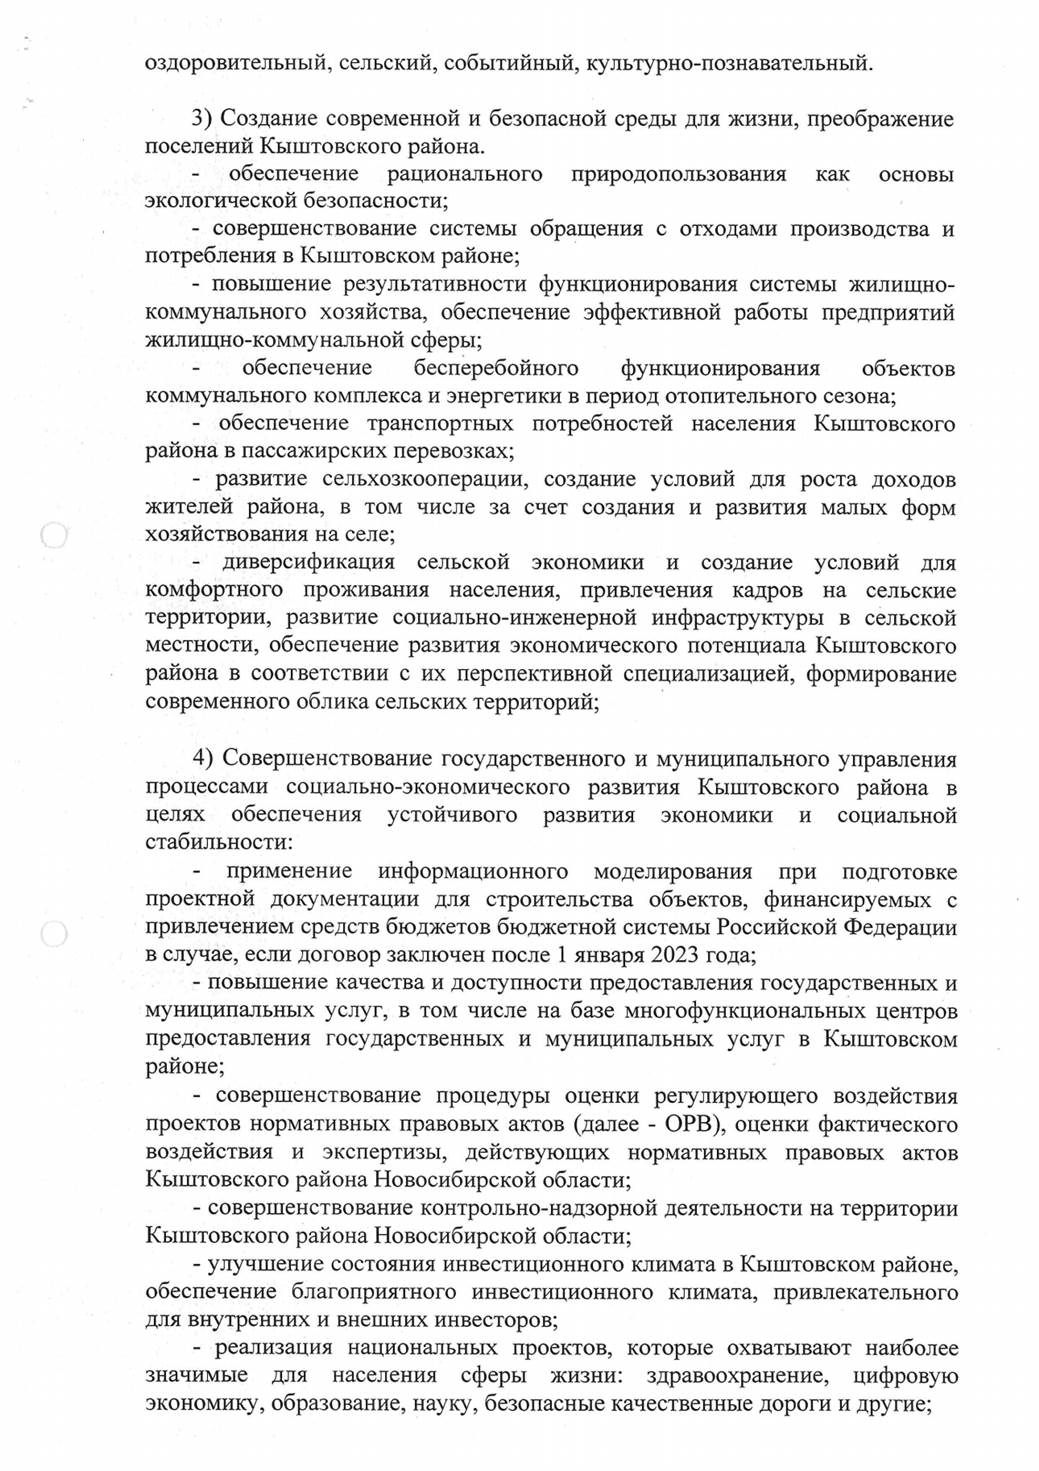 оздоровительный, сельский, событийный, культурно-познавательный.
3) Создание современной и безопасной среды для жизни, преображение
поселений Кыштовского района.
- обеспечение рационального природопользования как основы
экологической безопасности;
- совершенствование системы обращения с отходами производства и
потребления в Кыштовском районе;
- повышение результативности функционирования системы жилищно-
коммунального хозяйства, обеспечение эффективной работы предприятий
жилищно-коммунальной сферы;
- обеспечение бесперебойного функционирования объектов
коммунального комплекса и энергетики в период отопительного сезона;
- обеспечение транспортных потребностей населения Кыштовского
района в пассажирских перевозках;
- развитие сельхозкооперации, создание условий для роста доходов
жителей района, в том числе за счет создания и развития малых форм
хозяйствования на селе;
- диверсификация сельской экономики и создание условий для
комфортного проживания населения, привлечения кадров на сельские
территории, развитие социально-инженерной инфраструктуры в сельской
местности, обеспечение развития экономического потенциала Кыштовского
района в соответствии с их перспективной специализацией, формирование
современного облика сельских территорий;
4) Совершенствование государственного и муниципального управления
процессами социально-экономического развития Кыштовского района в
целях обеспечения устойчивого развития экономики и социальной
стабильности:
- применение информационного моделирования при подготовке
проектной документации для строительства объектов, финансируемых с
привлечением средств бюджетов бюджетной системы Российской Федерации
в случае, если договор заключен после 1 января 2023 года;
- повышение качества и доступности предоставления государственных и
муниципальных услуг, в том числе на базе многофункциональных центров
предоставления государственных и муниципальных услуг в Кыштовском
районе;
- совершенствование процедуры оценки регулирующего воздействия
проектов нормативных правовых актов (далее - ОРВ), оценки фактического
воздействия и экспертизы, действующих нормативных правовых актов
Кыштовского района Новосибирской области;
- совершенствование контрольно-надзорной деятельности на территории
Кыштовского района Новосибирской области;
- улучшение состояния инвестиционного климата в Кыштовском районе,
обеспечение благоприятного инвестиционного климата, привлекательного
для внутренних и внешних инвесторов;
- реализация национальных проектов, которые охватывают наиболее
значимые для населения сферы жизни: здравоохранение, цифровую
экономику, образование, науку, безопасные качественные дороги и другие;